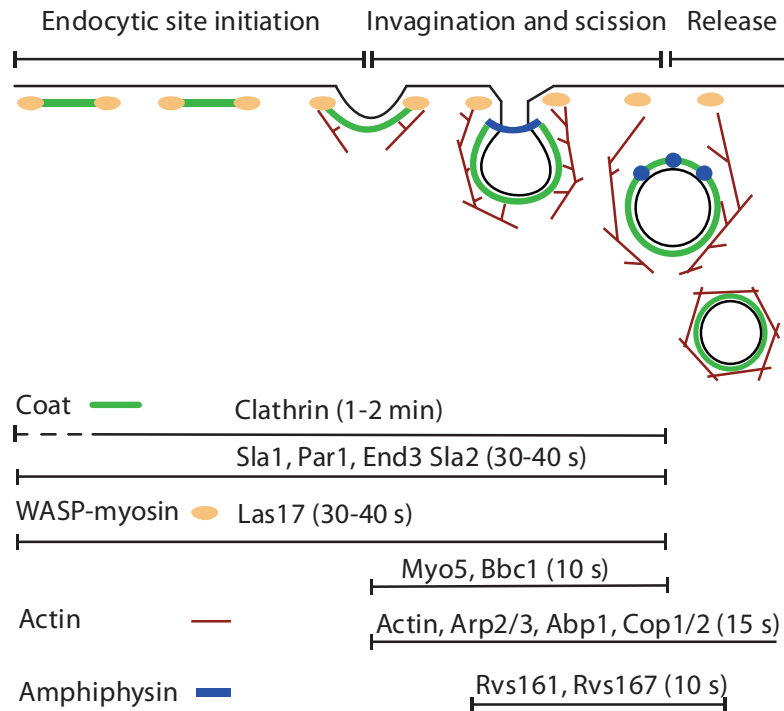 Endocytic site initiation Invagination and scission Release
Coat Clathrin (1-2 min)
Sla1, Par1, End3 Sla2 (30-40 s)
WASP-myosin Las17 (30-40 s)
Myo5, Bbc1 (10 s)
Actin Actin, Arp2/3, Abp1, Cop1/2 (15 s)
Amphiphysin Rvs161, Rvs167 (10 s)